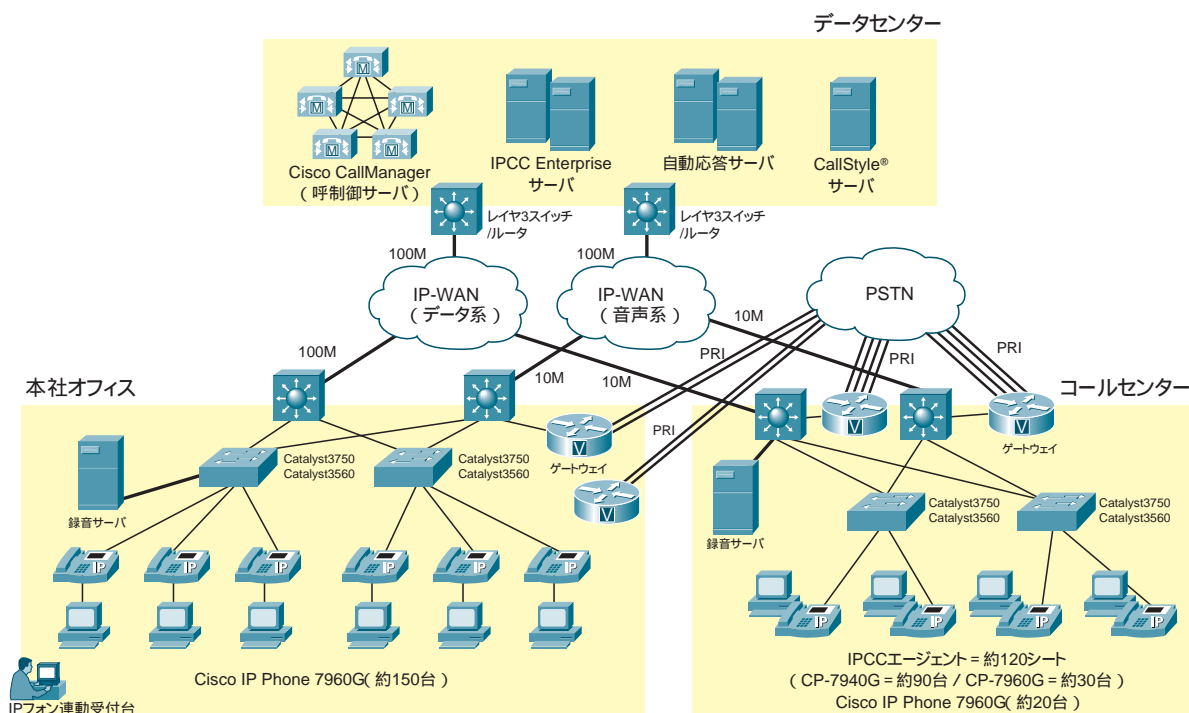 データセンター
M
M
M
M
M
Cisco CallManager
（呼制御サーバ）
IPCC Enterprise
サーバ
自動応答サーバ
CallStyle®
サーバ
レイヤ3スイッチ
/ルータ
レイヤ3スイッチ
/ルータ
100M
100M
IP-WAN
（データ系）
IP-WAN
（音声系）
PSTN
100M
10M
10M
10M
PRI
PRI
PRI
PRI
本社オフィス
コールセンター
Catalyst3750
Catalyst3560
Catalyst3750
Catalyst3560
V
ゲートウェイ
V
V
V
ゲートウェイ
録音サーバ
録音サーバ
Catalyst3750
Catalyst3560
Catalyst3750
Catalyst3560
IP
IP
IP
IP
IP
IP
IP
IP
IP
IP
Cisco IP Phone 7960G（約150台）
IPフォン連動受付台
IPCCエージェント = 約120シート
（CP-7940G = 約90台 / CP-7960G = 約30台）
Cisco IP Phone 7960G（約20台）